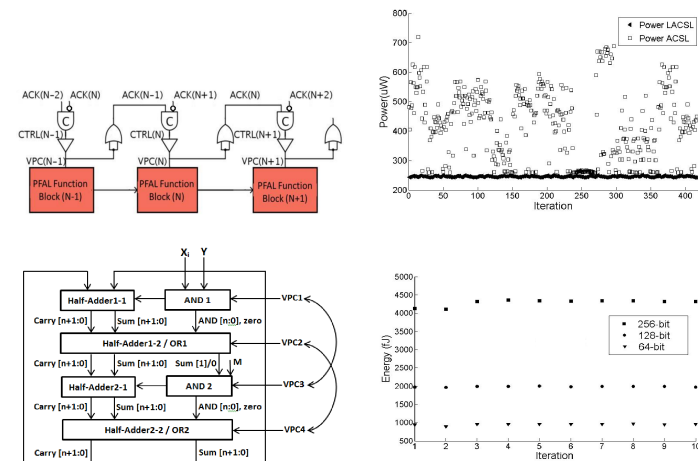 ACK(N-2) ACK(N) ACK(N-1) ACK(N+1) ACK(N) ACK(N+2)
C C C
CTRL(N-1) CTRL(N) CTRL(N+1)
VPC(N-1) VPC(N) VPC(N+1)
PFAL Function PFAL Function PFAL Function
Block (N-1) Block (N) Block (N+1)
800
700
600
500
400
300
200
Power(uW)
Power LACSL
Power ACSL
0 50 100 150 200 250 300 350 400
Iteration
Xi Y
Half-Adder1-1 AND 1 VPC1
Carry [n+1:0] Sum [n+1:0] AND [n:0], zero
Half-Adder1-2 / OR1 VPC2
Carry [n+1:0] Sum [n+1:0] Sum [1]/0 M
Half-Adder2-1 AND 2 VPC3
Carry [n+1:0] Sum [n+1:0] AND [n:0], zero
Half-Adder2-2 / OR2 VPC4
Carry [n+1:0] Sum [n+1:0]
5000
4500
4000
3500
3000
2500
2000
1500
1000
500
Energy (fJ)
256-bit
128-bit
64-bit
1 2 3 4 5 6 7 8 9 10
Iteration